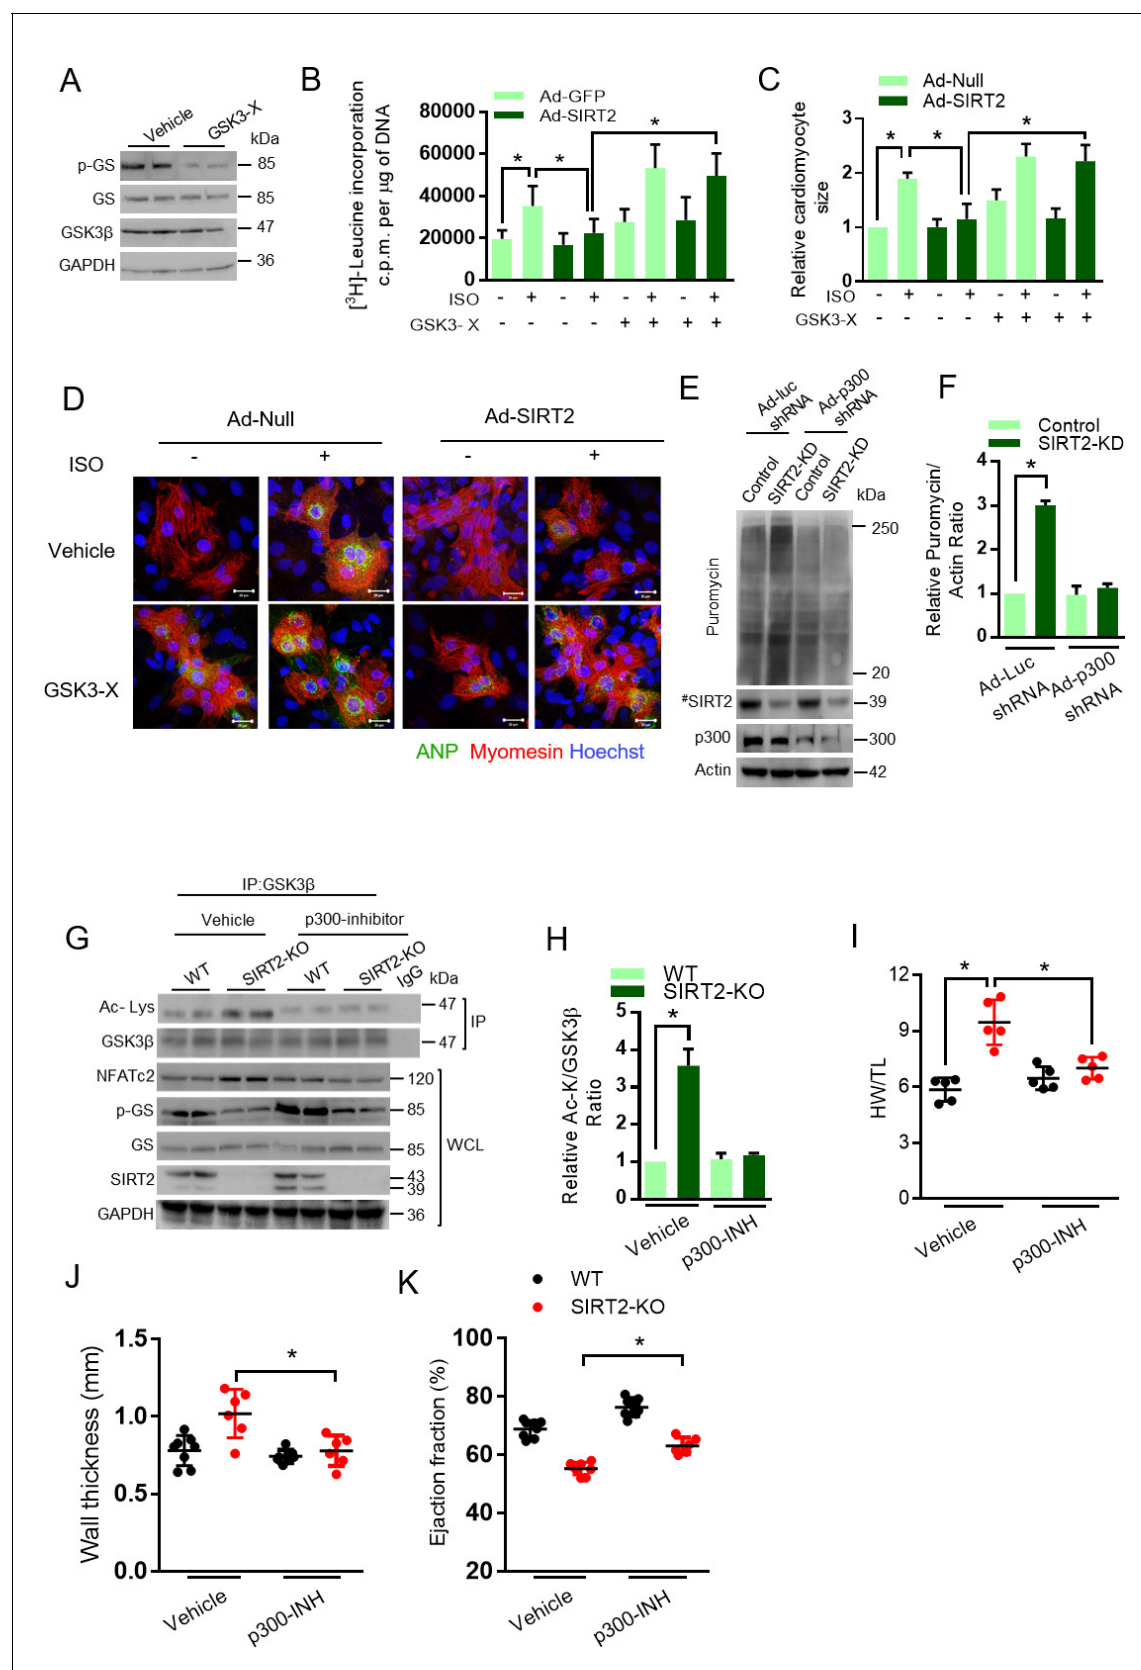 A
Vehicle
GSK3-X
kDa
p-GS
85
GS
85
GSK3β
47
GAPDH
36
B
Ad-GFP
Ad-SIRT2
[³H]-Leucine incorporation
c.p.m. per μg of DNA
80000
60000
40000
20000
0
* * *
ISO - + - + - + - +
GSK3- X - - - - + + + +
C
Ad-Null
Ad-SIRT2
Relative cardiomyocyte
size
3
2
1
0
* * *
ISO - + - + - + - +
GSK3-X - - - - + + + +
D
Ad-Null Ad-SIRT2
ISO - + - +
Vehicle
GSK3-X
ANP Myomesin Hoechst
E
Ad-luc
shRNA
Ad-p300
shRNA
Control
SIRT2-KD
Control
SIRT2-KD
kDa
Puromycin
250
20
#SIRT2 39
p300 300
Actin 42
F
Control
SIRT2-KD
Relative Puromycin/
Actin Ratio
4
3
2
1
0
*
Ad-Luc
shRNA
Ad-p300
shRNA
G
IP:GSK3β
Vehicle p300-inhibitor
WT SIRT2-KO WT SIRT2-KO IgG kDa
Ac- Lys 47
GSK3β 47
IP
NFATc2 120
p-GS 85
GS 85
SIRT2 43
39
GAPDH 36
WCL
H
WT
SIRT2-KO
Relative Ac-K/GSK3β
Ratio
5
4
3
2
1
0
*
Vehicle
p300-INH
I
HW/TL
12
9
6
3
0
* *
Vehicle
p300-INH
J
Wall thickness (mm)
1.5
1.0
0.5
0.0
*
Vehicle
p300-INH
K
WT
SIRT2-KO
Ejaction fraction (%)
100
80
60
40
20
*
Vehicle
p300-INH